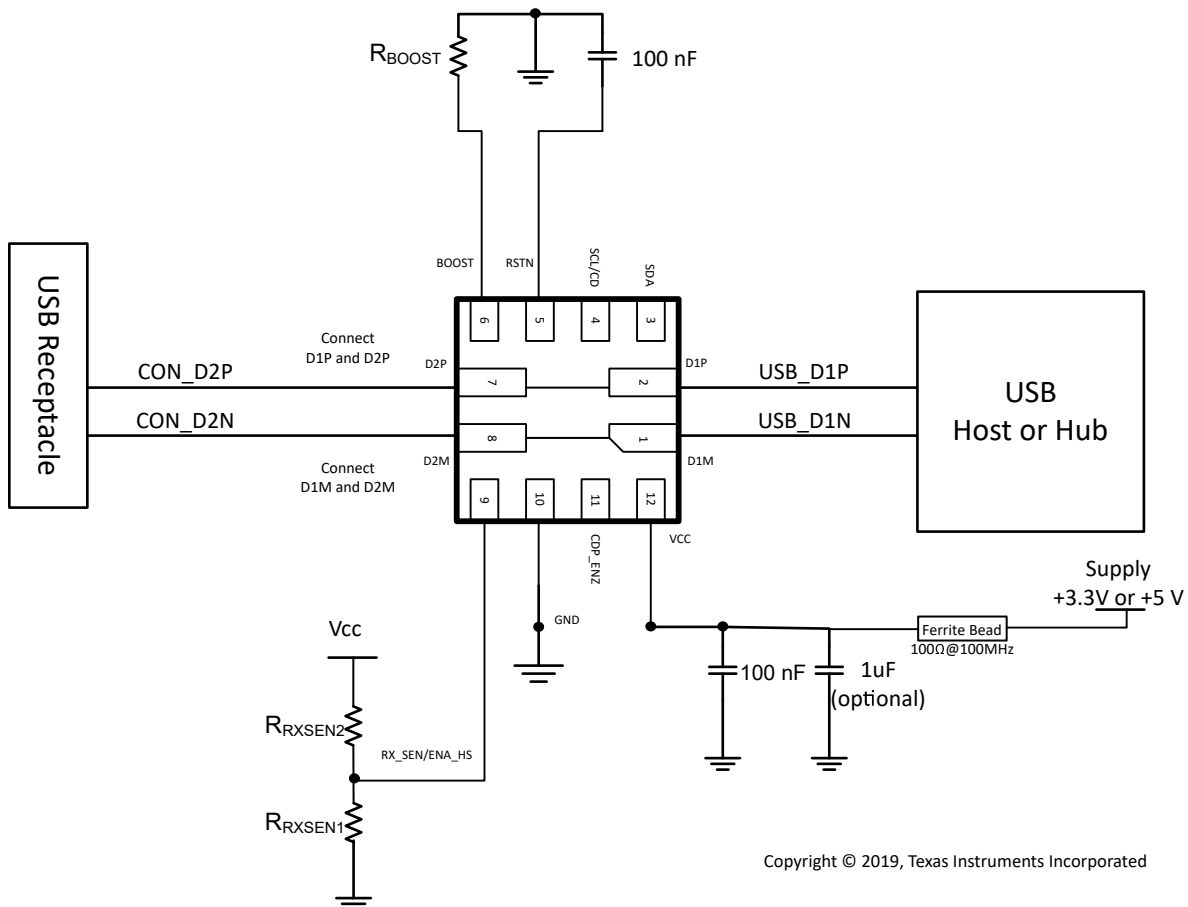 R_BOOST
100 nF
BOOST
RSTN
SCL/CD
SDA
6
5
4
3
USB Receptacle
Connect
D1P and D2P
CON_D2P
CON_D2N
D2P
D2M
Connect
D1M and D2M
7
2
8
1
D1P
D1M
USB_D1P
USB_D1N
USB
Host or Hub
9
10
11
12
CDP_ENZ
VCC
GND
Supply
+3.3V or +5 V
Ferrite Bead
100Ω@100MHz
100 nF
1uF
(optional)
Vcc
R_RXSEN2
RX_SEN/ENA_HS
R_RXSEN1
Copyright © 2019, Texas Instruments Incorporated